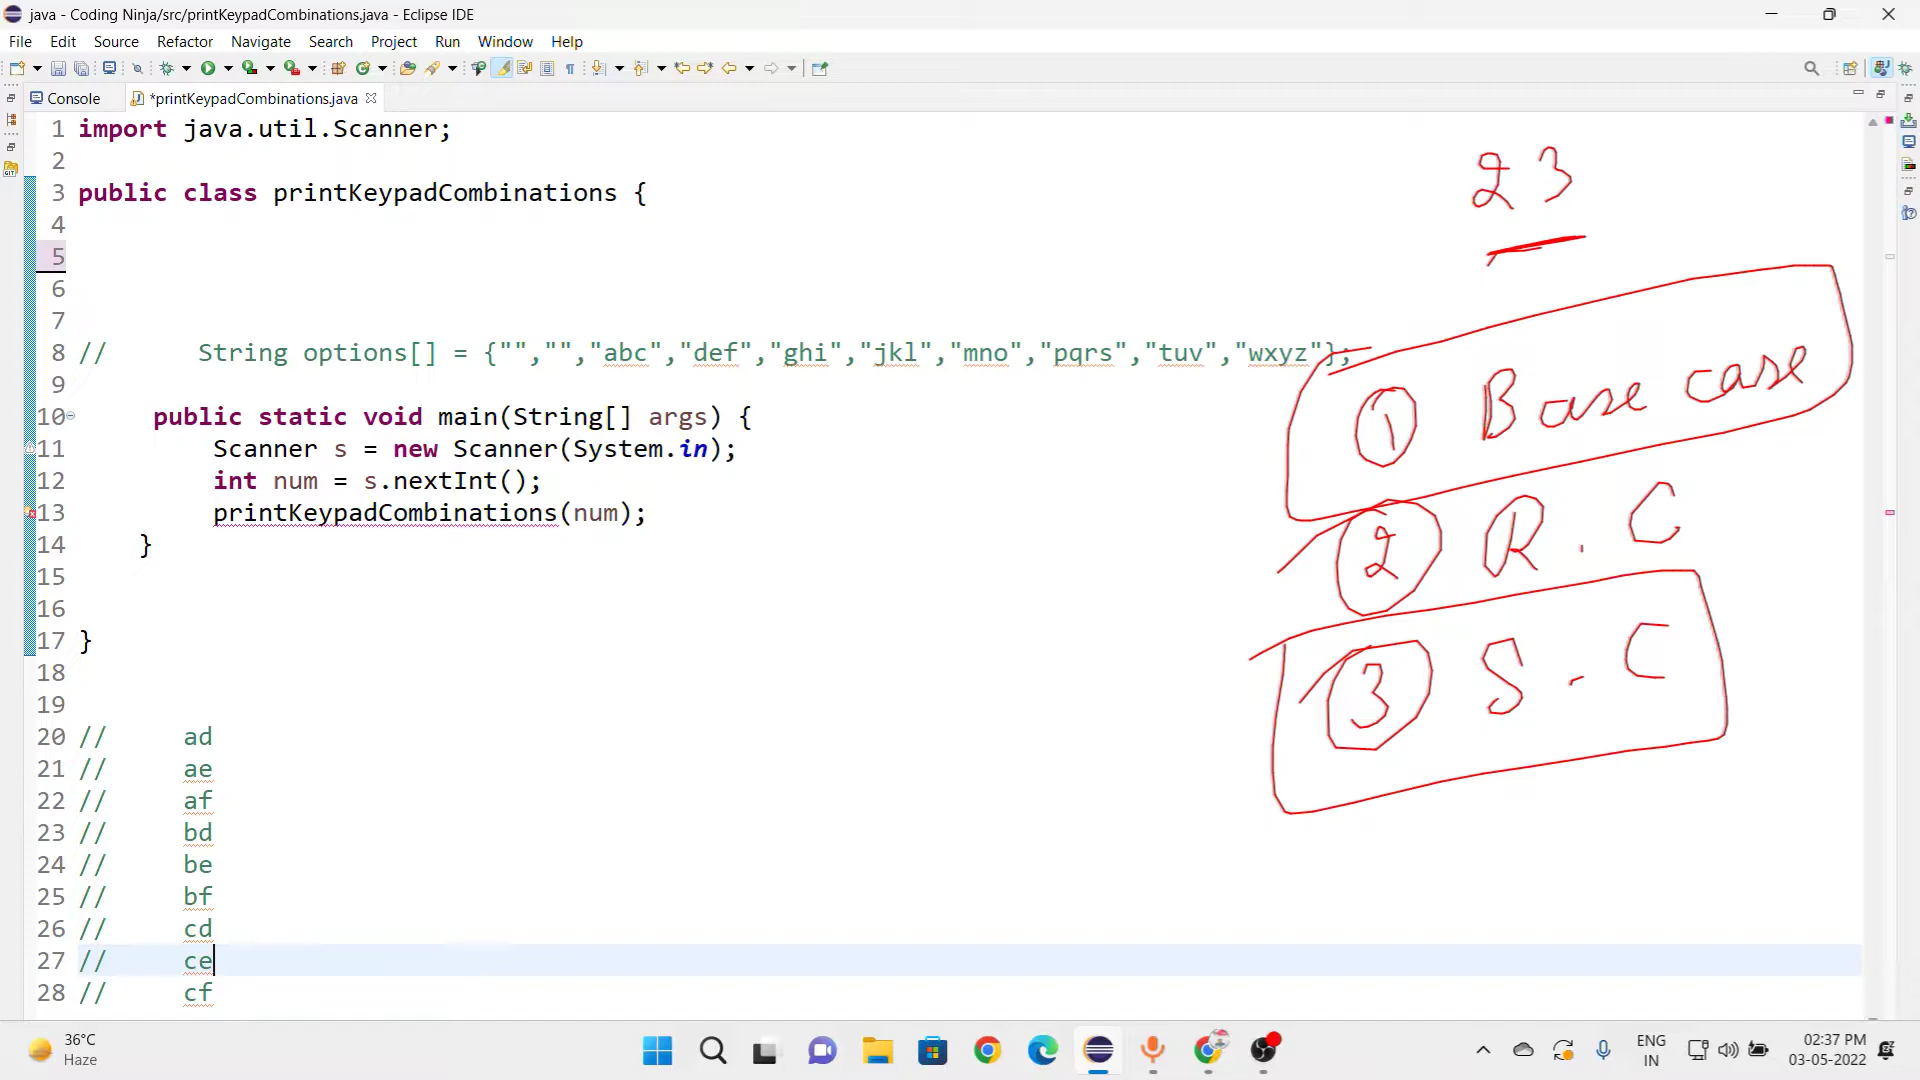 java - Coding Ninja/src/printKeypadCombinations.java - Eclipse IDE
File Edit Source Refactor Navigate Search Project Run Window Help
Console *printKeypadCombinations.java
1 import java.util.Scanner;
2
3 public class printKeypadCombinations {
4
5
6
7
8 // String options[] = {"","","abc","def","ghi","jkl","mno","pqrs","tuv","wxyz"};
9
10 public static void main(String[] args) {
11 Scanner s = new Scanner(System.in);
12 int num = s.nextInt();
13 printKeypadCombinations(num);
14 }
15
16
17 }
18
19
20 // ad
21 // ae
22 // af
23 // bd
24 // be
25 // bf
26 // cd
27 // ce
28 // cf
23
1 Base case
2 R. C
3 S - C
36°C
Haze
ENG
IN
02:37 PM
03-05-2022